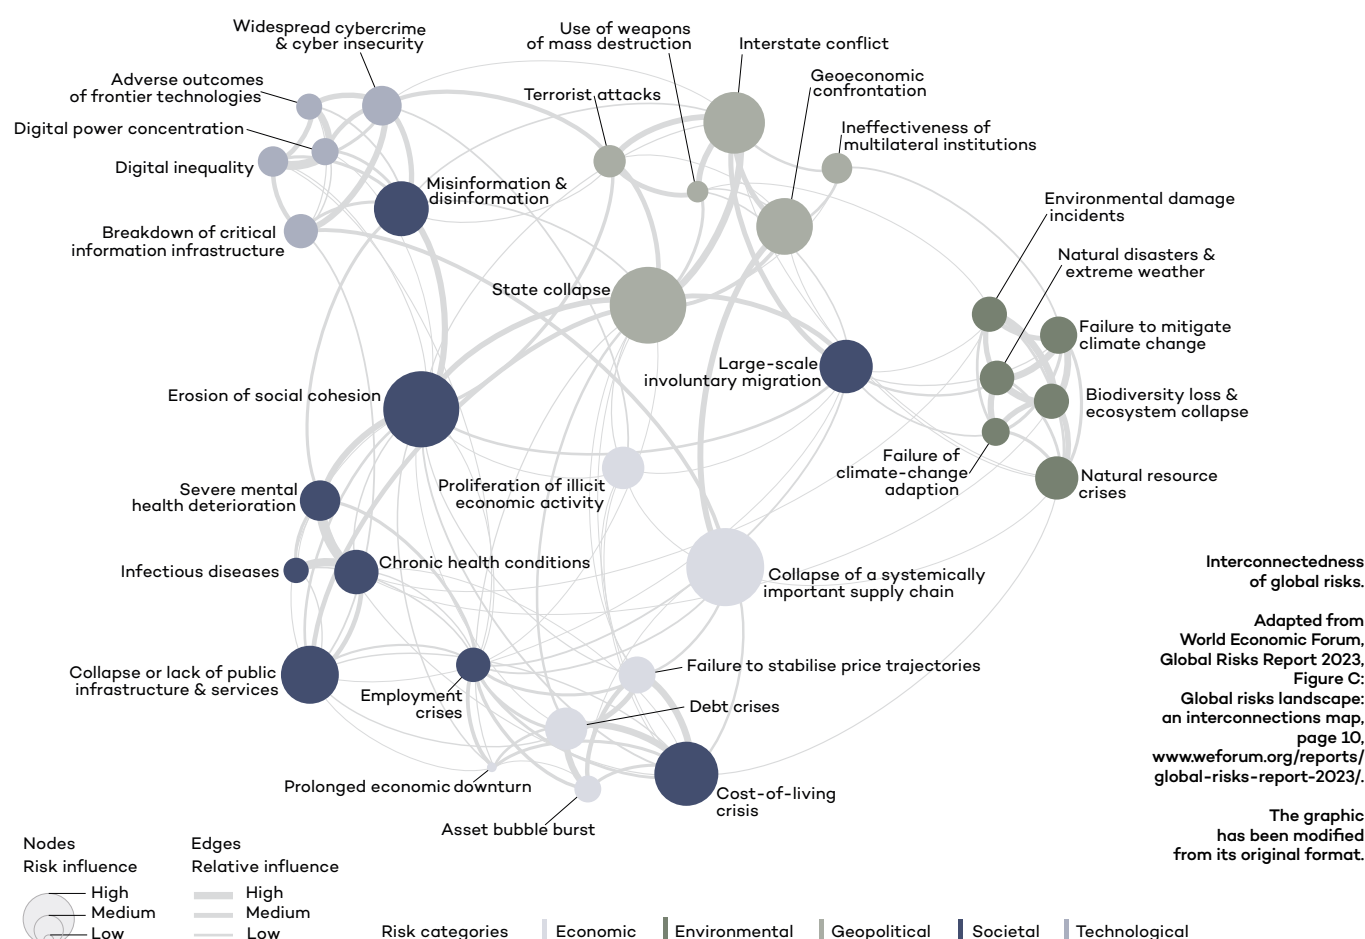 Widespread cybercrime
& cyber insecurity
Use of weapons
of mass destruction
Interstate conflict
Adverse outcomes
of frontier technologies
Terrorist attacks
Geoeconomic
confrontation
Digital power concentration
Ineffectiveness of
multilateral institutions
Digital inequality
Misinformation &
disinformation
Environmental damage
incidents
Breakdown of critical
information infrastructure
Natural disasters &
extreme weather
State collapse
Failure to mitigate
climate change
Large-scale
involuntary migration
Erosion of social cohesion
Biodiversity loss &
ecosystem collapse
Failure of
climate-change
adaption
Natural resource
crises
Proliferation of illicit
economic activity
Severe mental
health deterioration
Chronic health conditions
Infectious diseases
Collapse of a systemically
important supply chain
Interconnectedness
of global risks.
Adapted from
World Economic Forum,
Global Risks Report 2023,
Figure C:
Global risks landscape:
an interconnections map,
page 10,
www.weforum.org/reports/
global-risks-report-2023/.
The graphic
has been modified
from its original format.
Collapse or lack of public
infrastructure & services
Failure to stabilise price trajectories
Employment
crises
Debt crises
Prolonged economic downturn
Cost-of-living
crisis
Asset bubble burst
Nodes
Risk influence
High
Medium
Low
Edges
Relative influence
High
Medium
Low
Risk categories
Economic
Environmental
Geopolitical
Societal
Technological